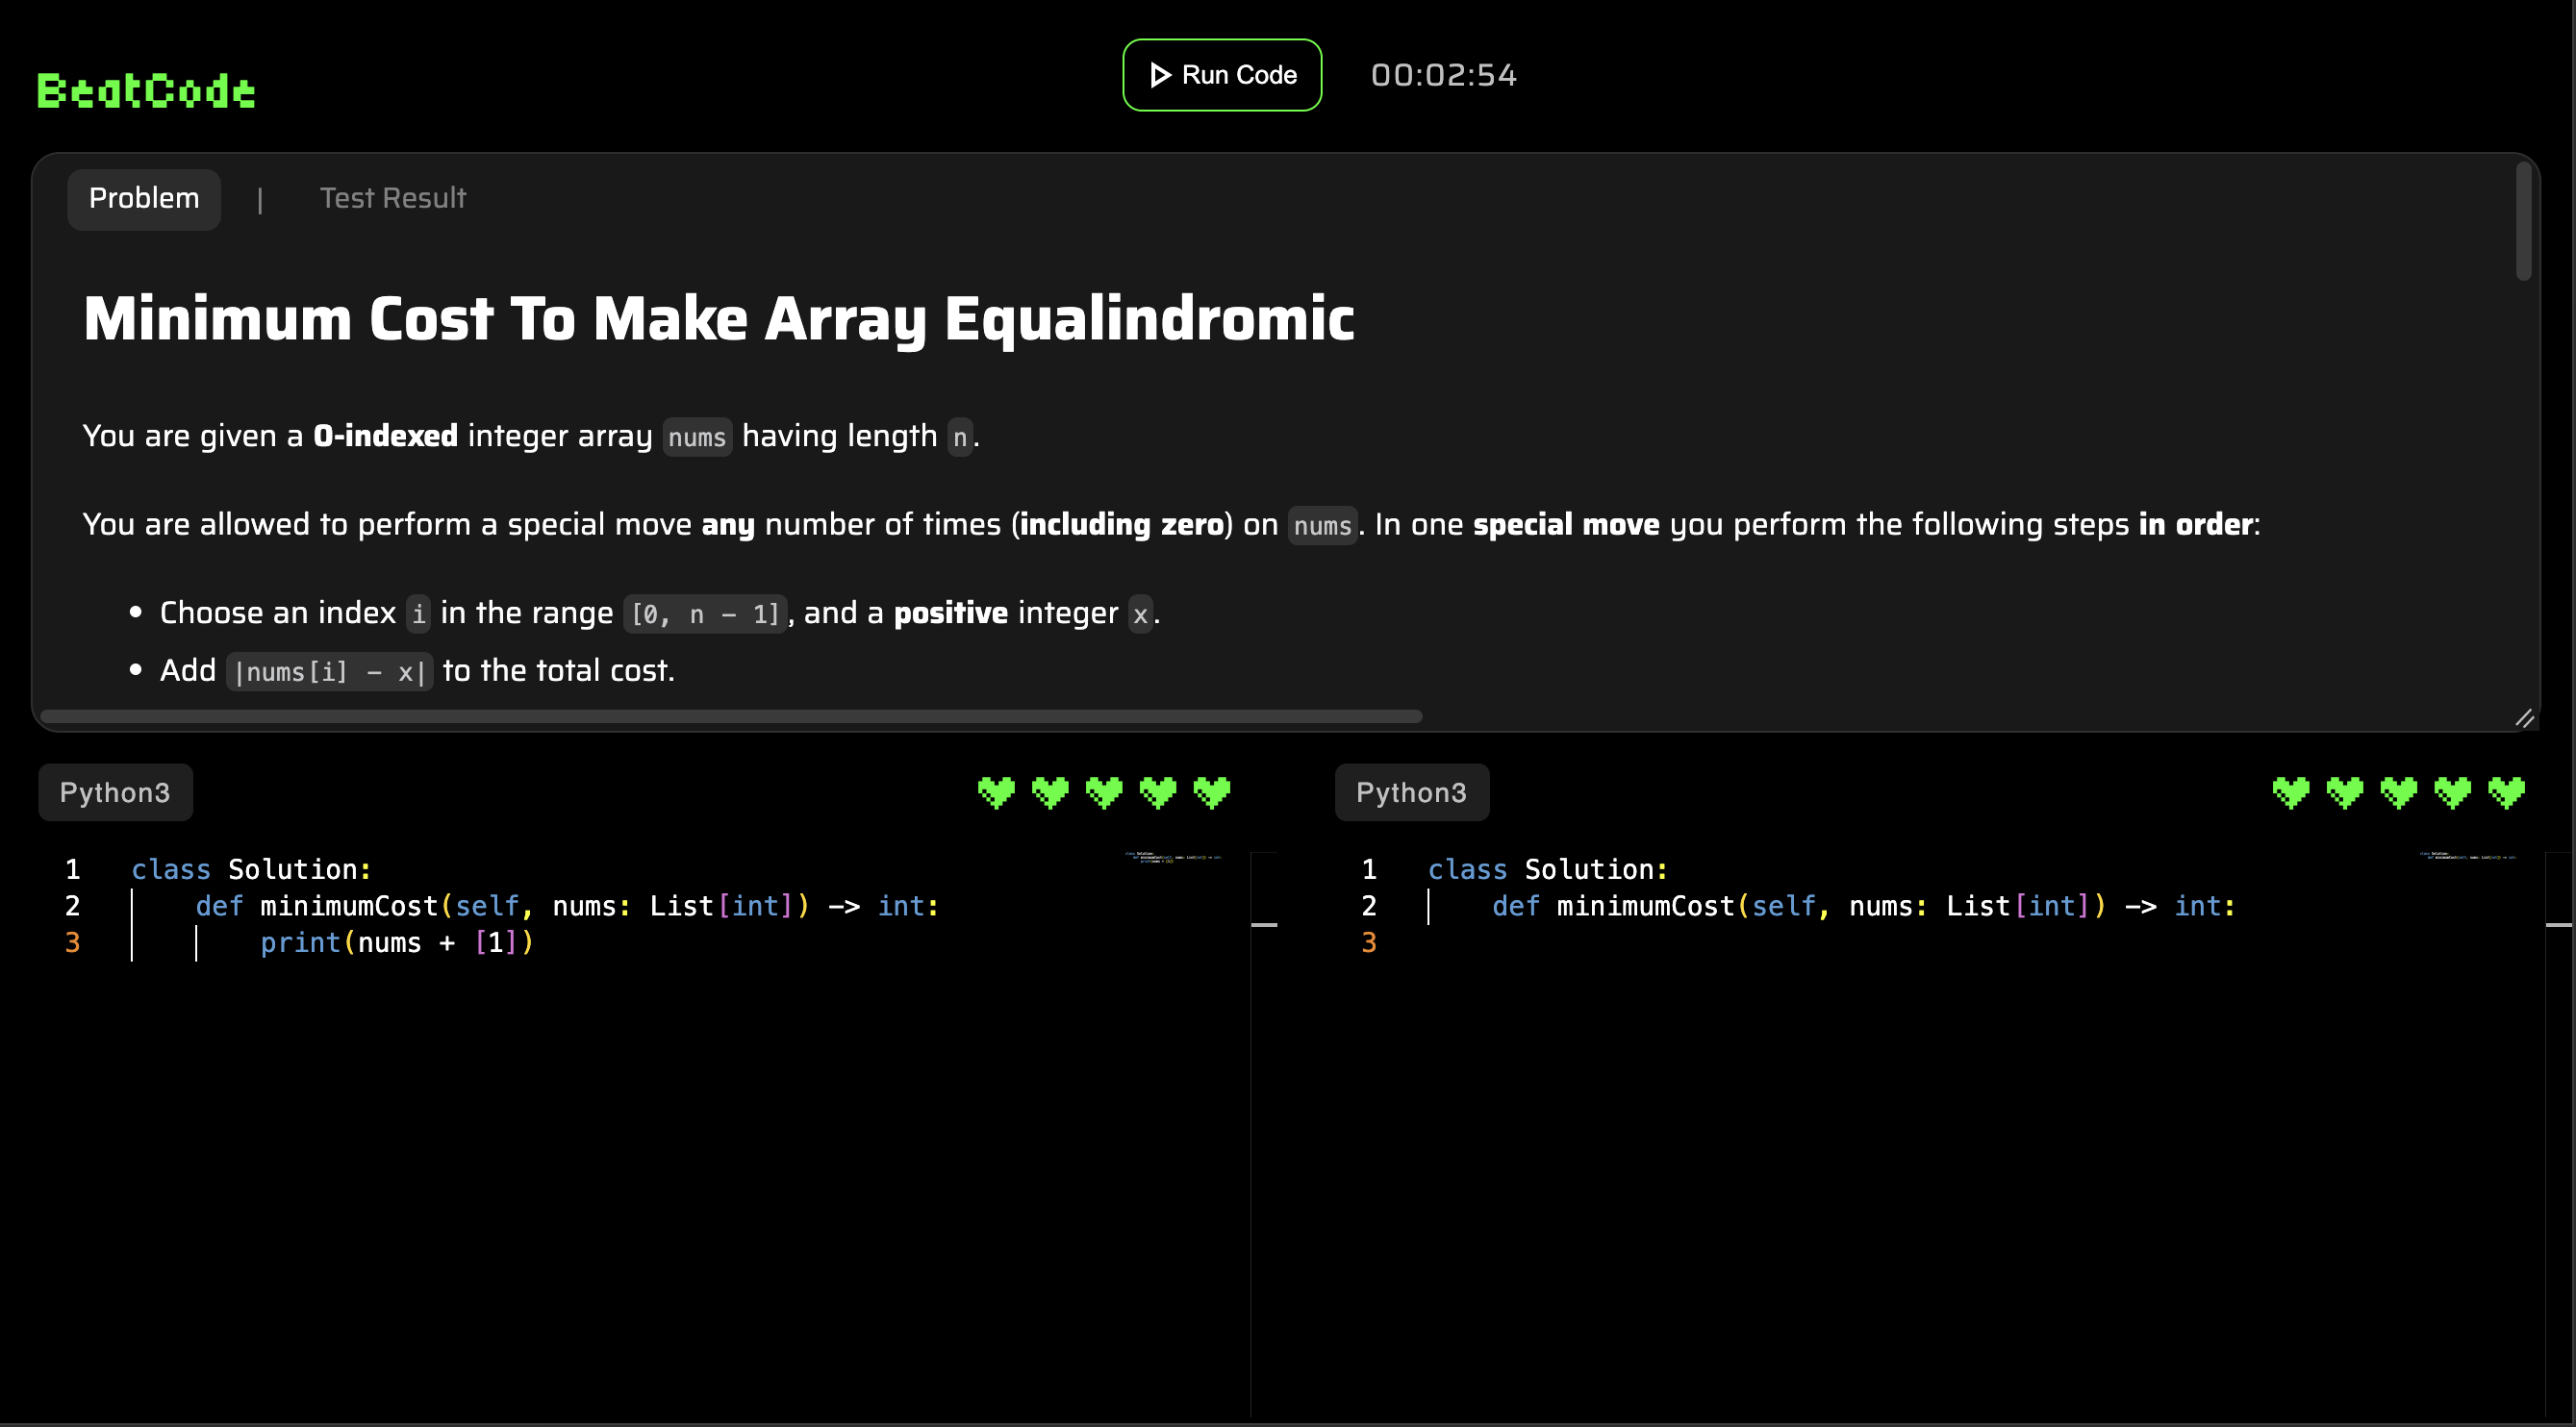 BeatCode
Run Code
00:02:54
Problem | Test Result
Minimum Cost To Make Array Equalindromic
You are given a 0-indexed integer array nums having length n.
You are allowed to perform a special move any number of times (including zero) on nums. In one special move you perform the following steps in order:
• Choose an index i in the range [0, n - 1], and a positive integer x.
• Add |nums[i] - x| to the total cost.
Python3
1 class Solution:
2 def minimumCost(self, nums: List[int]) -> int:
3 print(nums + [1])
Python3
1 class Solution:
2 def minimumCost(self, nums: List[int]) -> int:
3